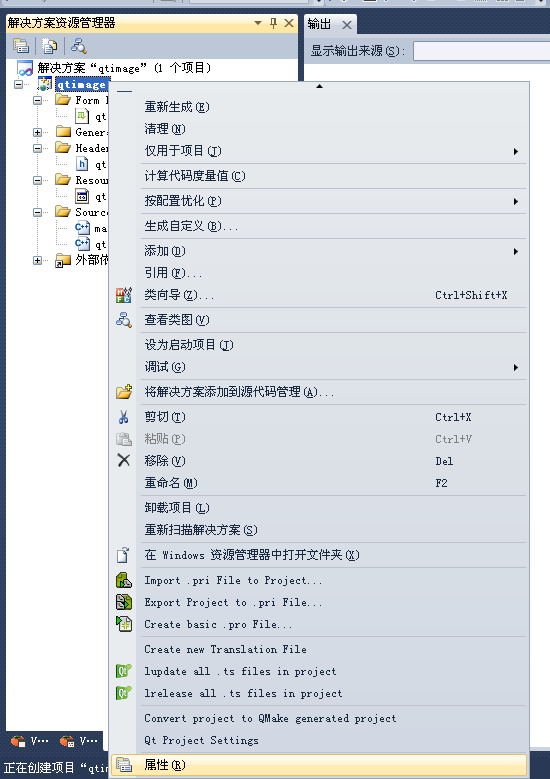 解决方案资源管理器
输出
显示输出来源(S):
解决方案“qtimage”(1 个项目)
qtimage
Form
qt
Gener
Header
qt
Resou
qt
Sourc
ma
qt
外部依
重新生成(E)
清理(N)
仅用于项目(J)
计算代码度量值(C)
按配置优化(P)
生成自定义(B)...
添加(D)
引用(F)...
类向导(Z)... Ctrl+Shift+X
查看类图(V)
设为启动项目(T)
调试(G)
将解决方案添加到源代码管理(A)...
剪切(T) Ctrl+X
粘贴(P) Ctrl+V
移除(V) Del
重命名(M) F2
卸载项目(L)
重新扫描解决方案(S)
在 Windows 资源管理器中打开文件夹(X)
Import .pri File to Project...
Export Project to .pri File...
Create basic .pro File...
Create new Translation File
lupdate all .ts files in project
lrelease all .ts files in project
Convert project to QMake generated project
Qt Project Settings
属性(R)
V… V…
正在创建项目“qtim